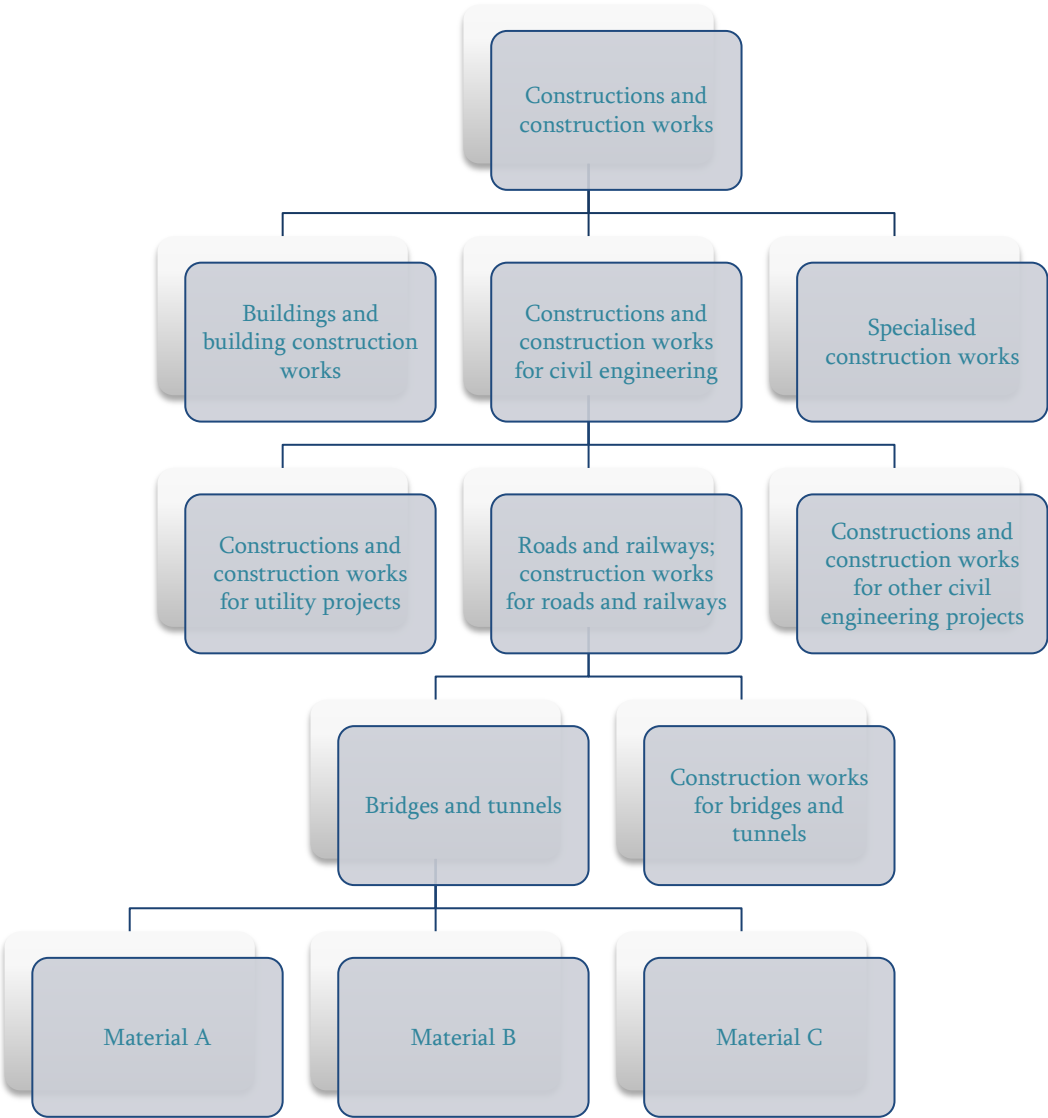 Constructions and
construction works
Buildings and
building construction
works
Constructions and
construction works
for civil engineering
Specialised
construction works
Constructions and
construction works
for utility projects
Roads and railways;
construction works
for roads and railways
Constructions and
construction works
for other civil
engineering projects
Bridges and tunnels
Construction works
for bridges and
tunnels
Material A
Material B
Material C